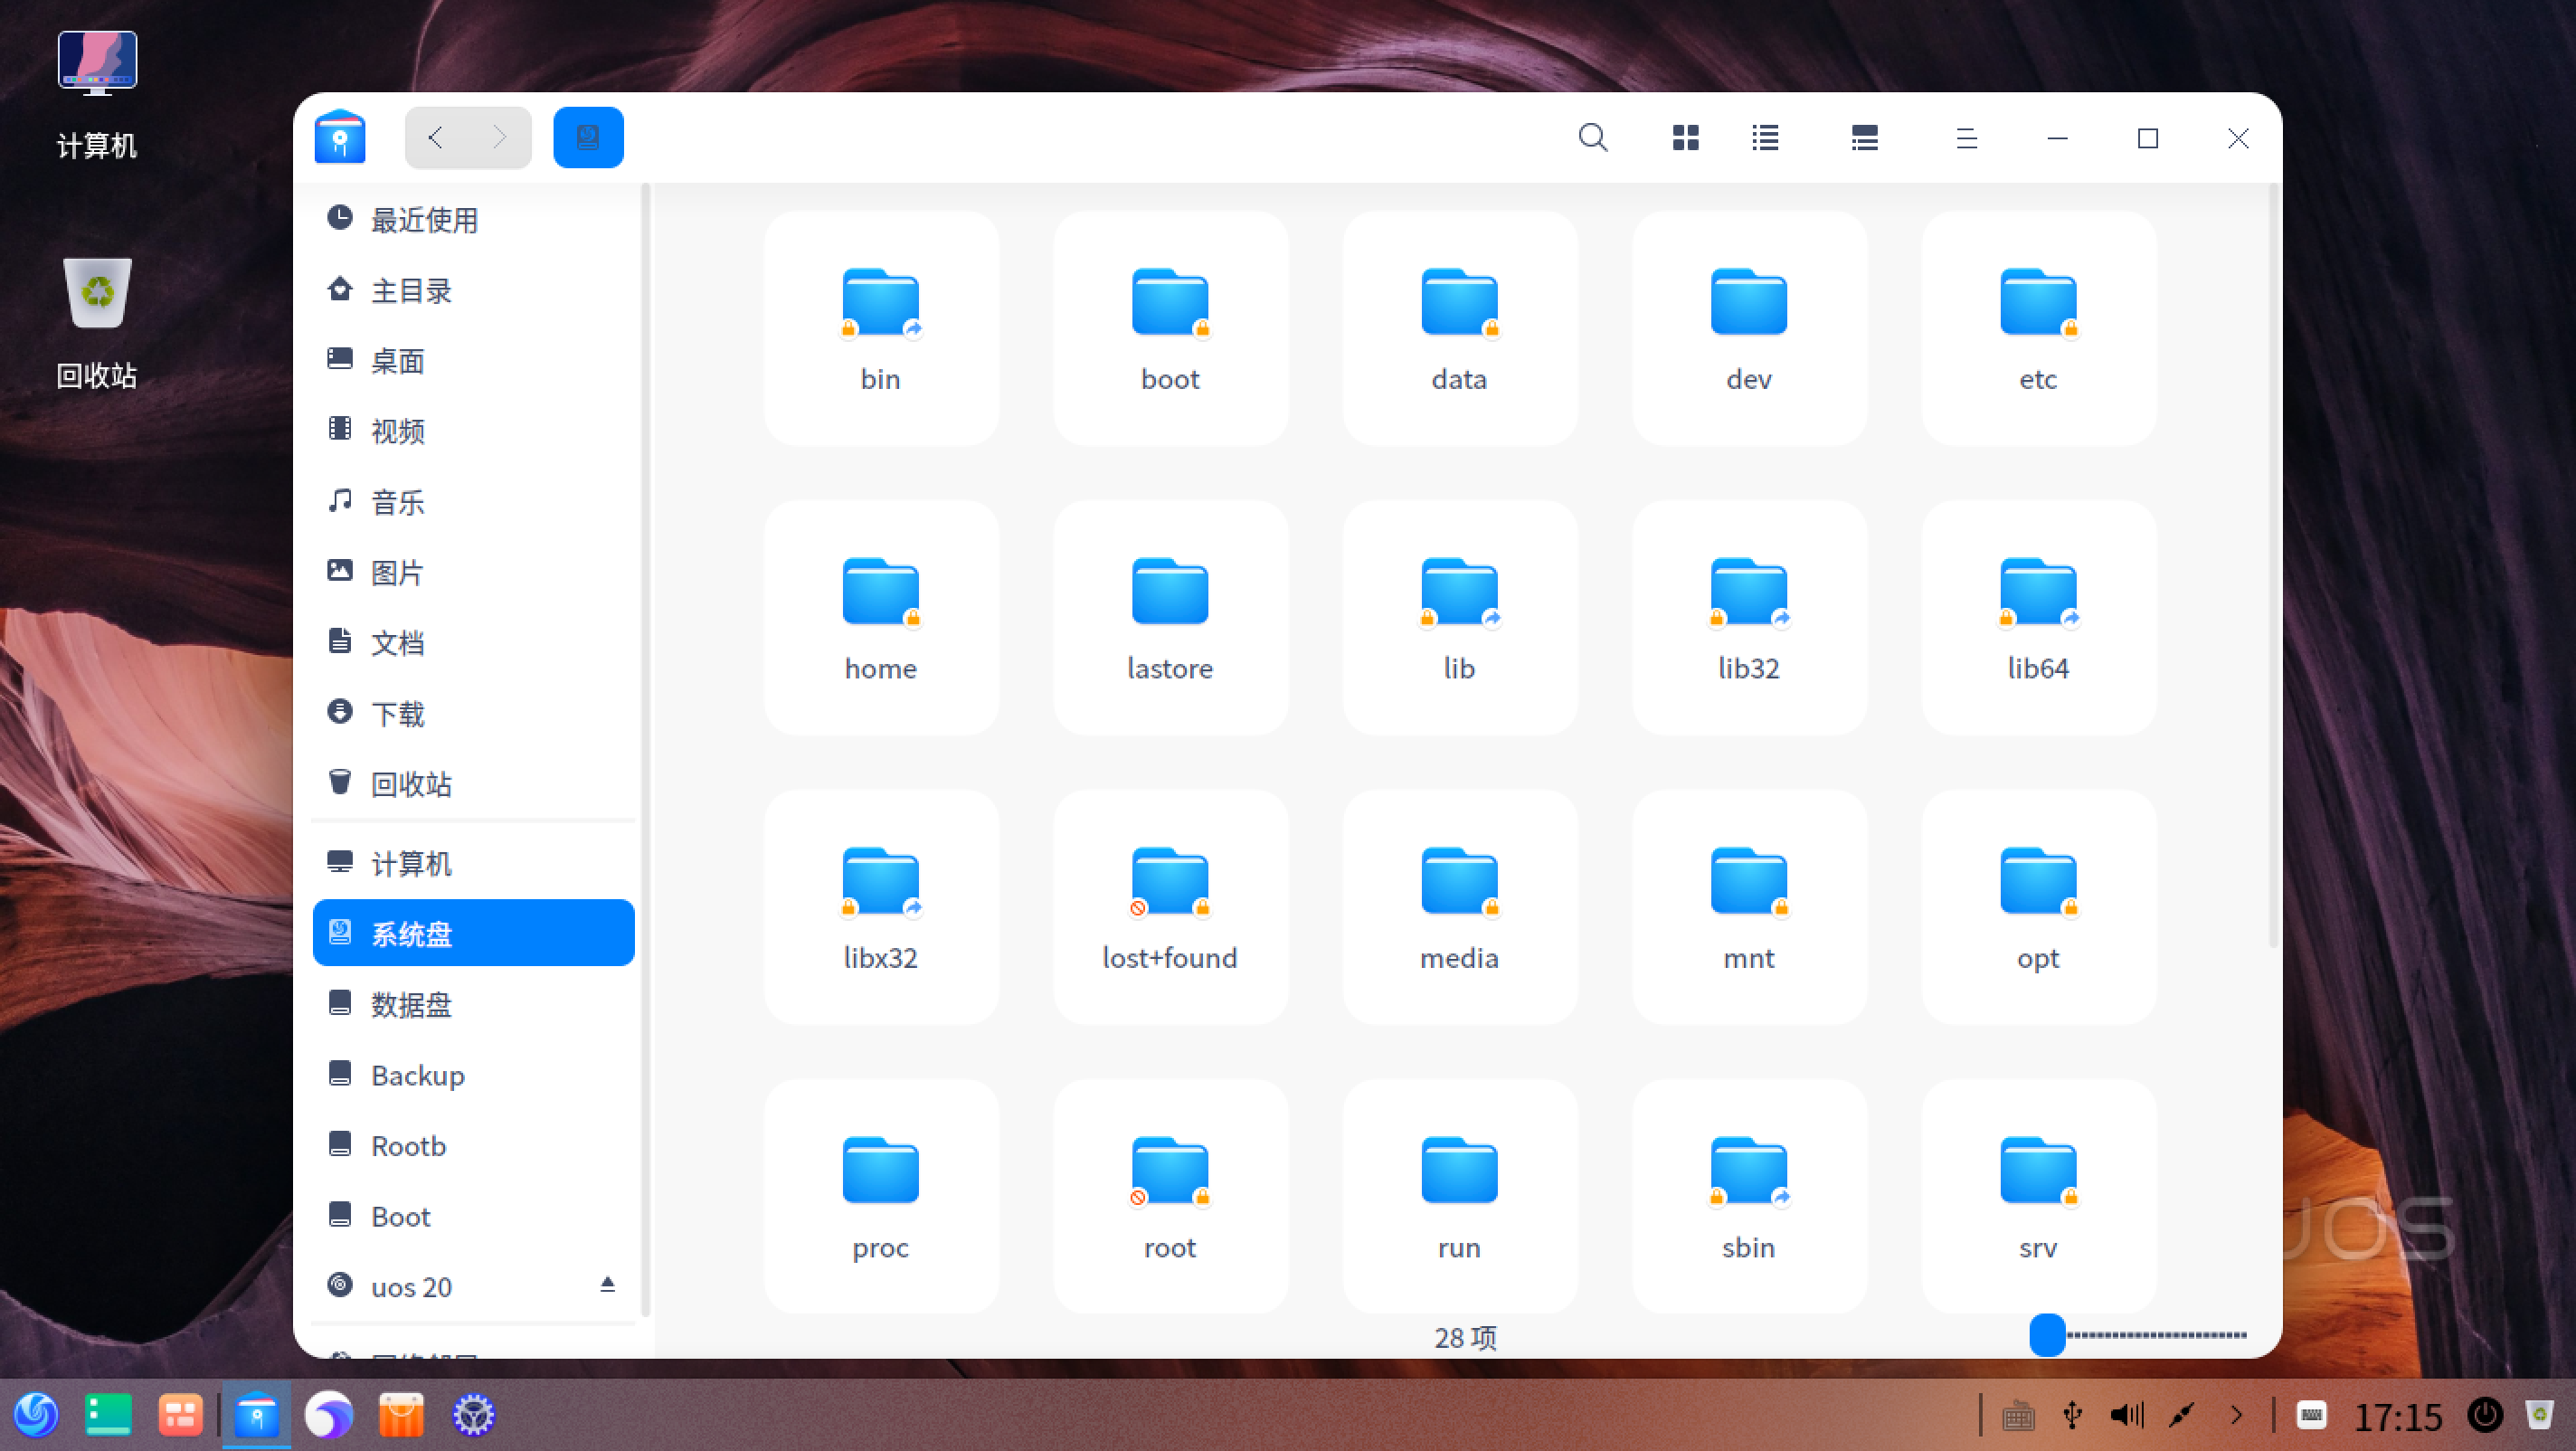 计算机
回收站
最近使用
主目录
桌面
视频
音乐
图片
文档
下载
回收站
计算机
系统盘
数据盘
Backup
Rootb
Boot
uos 20
bin
boot
data
dev
etc
home
lastore
lib
lib32
lib64
libx32
lost+found
media
mnt
opt
proc
root
run
sbin
srv
28 项
UOS
17:15